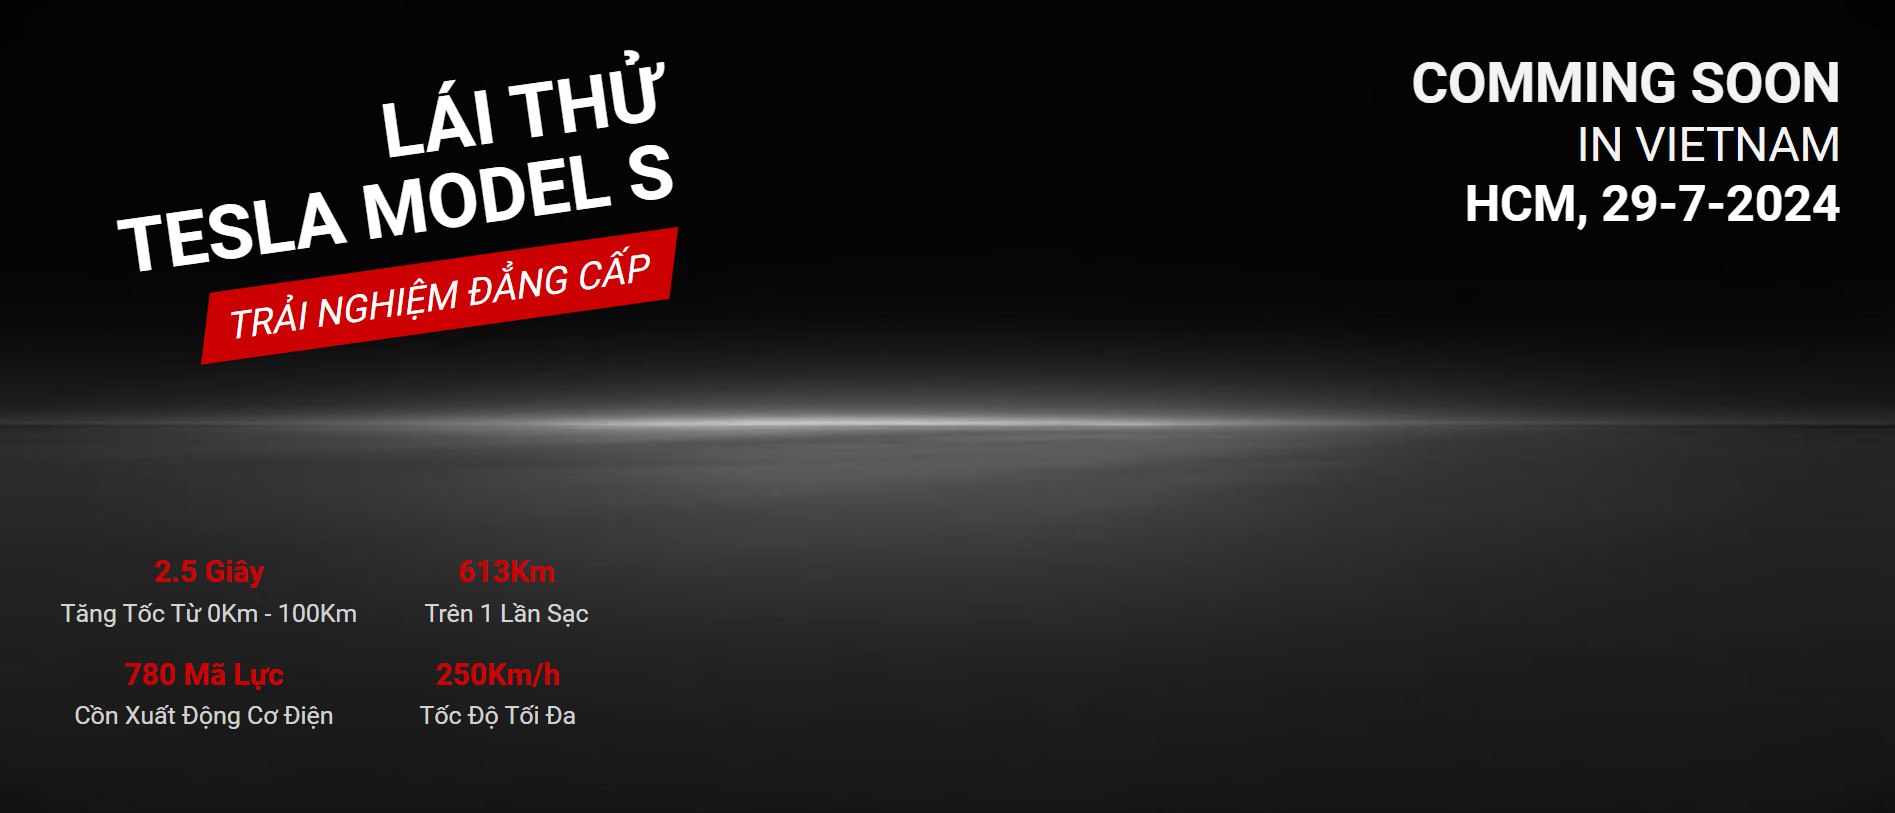 LÁI THỬ
TESLA MODEL S
TRẢI NGHIỆM ĐẲNG CẤP
COMMING SOON
IN VIETNAM
HCM, 29-7-2024
2.5 Giây
Tăng Tốc Từ 0Km - 100Km
613Km
Trên 1 Lần Sạc
780 Mã Lực
Cồn Xuất Động Cơ Điện
250Km/h
Tốc Độ Tối Đa